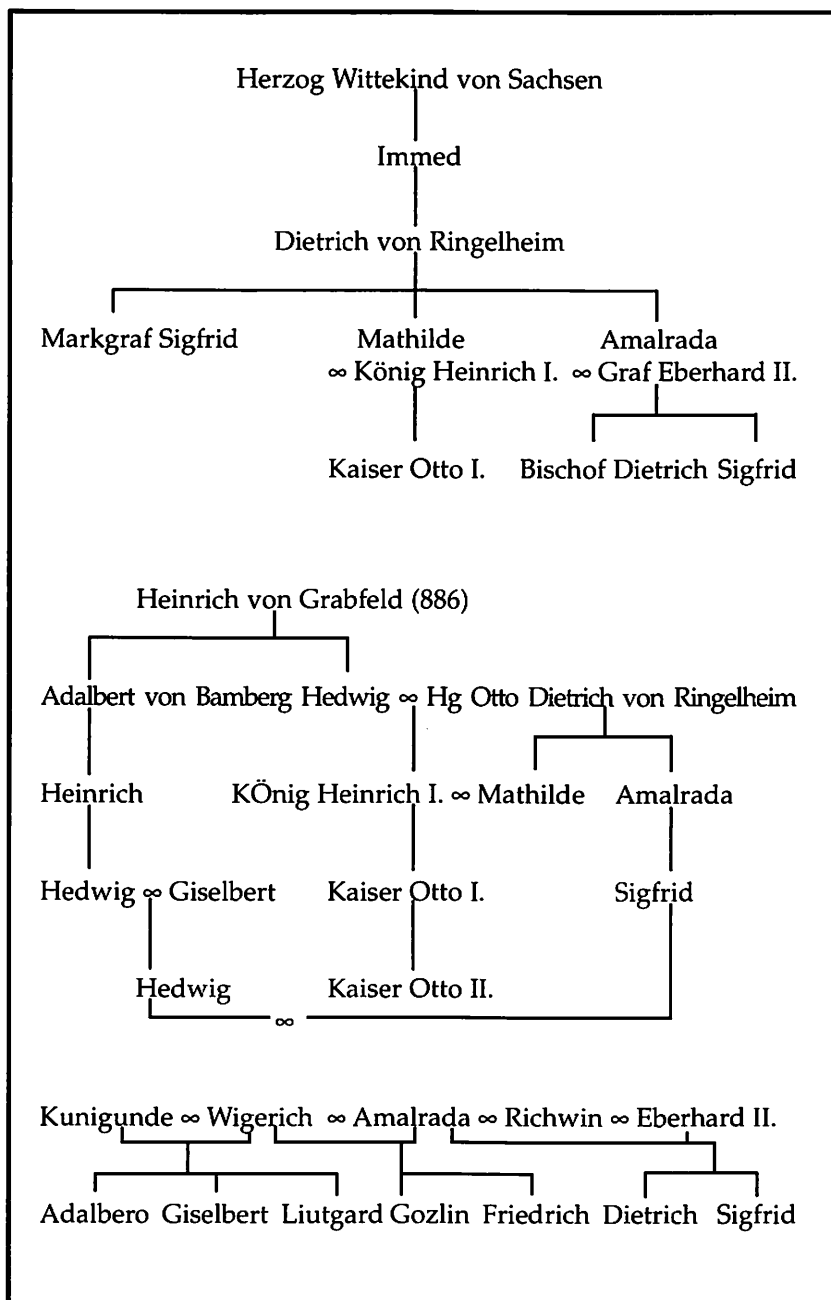 Herzog Wittekind von Sachsen
Immed
Dietrich von Ringelheim
Markgraf Sigfrid Mathilde Amalrada
∞ König Heinrich I. ∞ Graf Eberhard II.
Kaiser Otto I. Bischof Dietrich Sigfrid
Heinrich von Grabfeld (886)
Adalbert von Bamberg Hedwig ∞ Hg Otto Dietrich von Ringelheim
Heinrich KÖnig Heinrich I. ∞ Mathilde Amalrada
Hedwig ∞ Giselbert Kaiser Otto I. Sigfrid
Hedwig Kaiser Otto II.
∞
Kunigunde ∞ Wigerich ∞ Amalrada ∞ Richwin ∞ Eberhard II.
Adalbero Giselbert Liutgard Gozlin Friedrich Dietrich Sigfrid